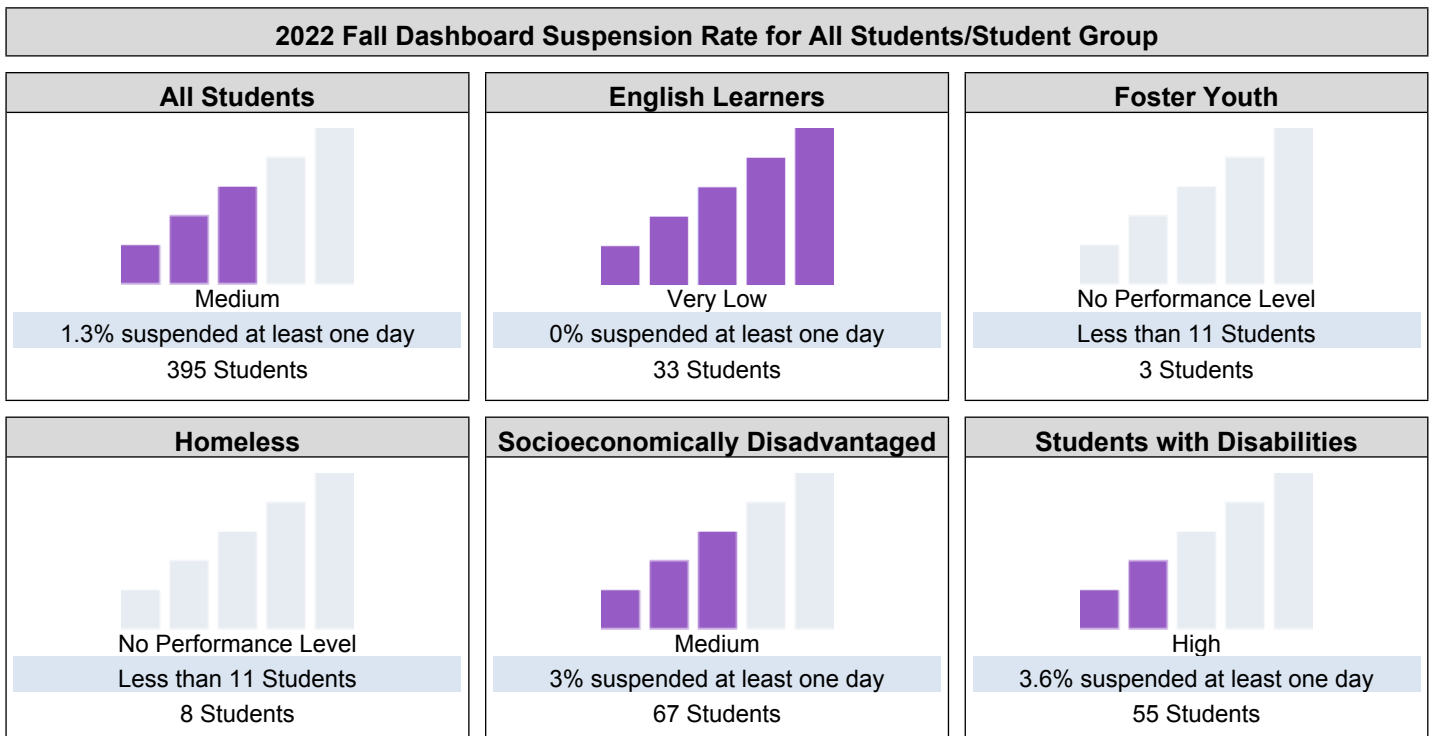 2022 Fall Dashboard Suspension Rate for All Students/Student Group
All Students
Medium
1.3% suspended at least one day
395 Students
English Learners
Very Low
0% suspended at least one day
33 Students
Foster Youth
No Performance Level
Less than 11 Students
3 Students
Homeless
No Performance Level
Less than 11 Students
8 Students
Socioeconomically Disadvantaged
Medium
3% suspended at least one day
67 Students
Students with Disabilities
High
3.6% suspended at least one day
55 Students